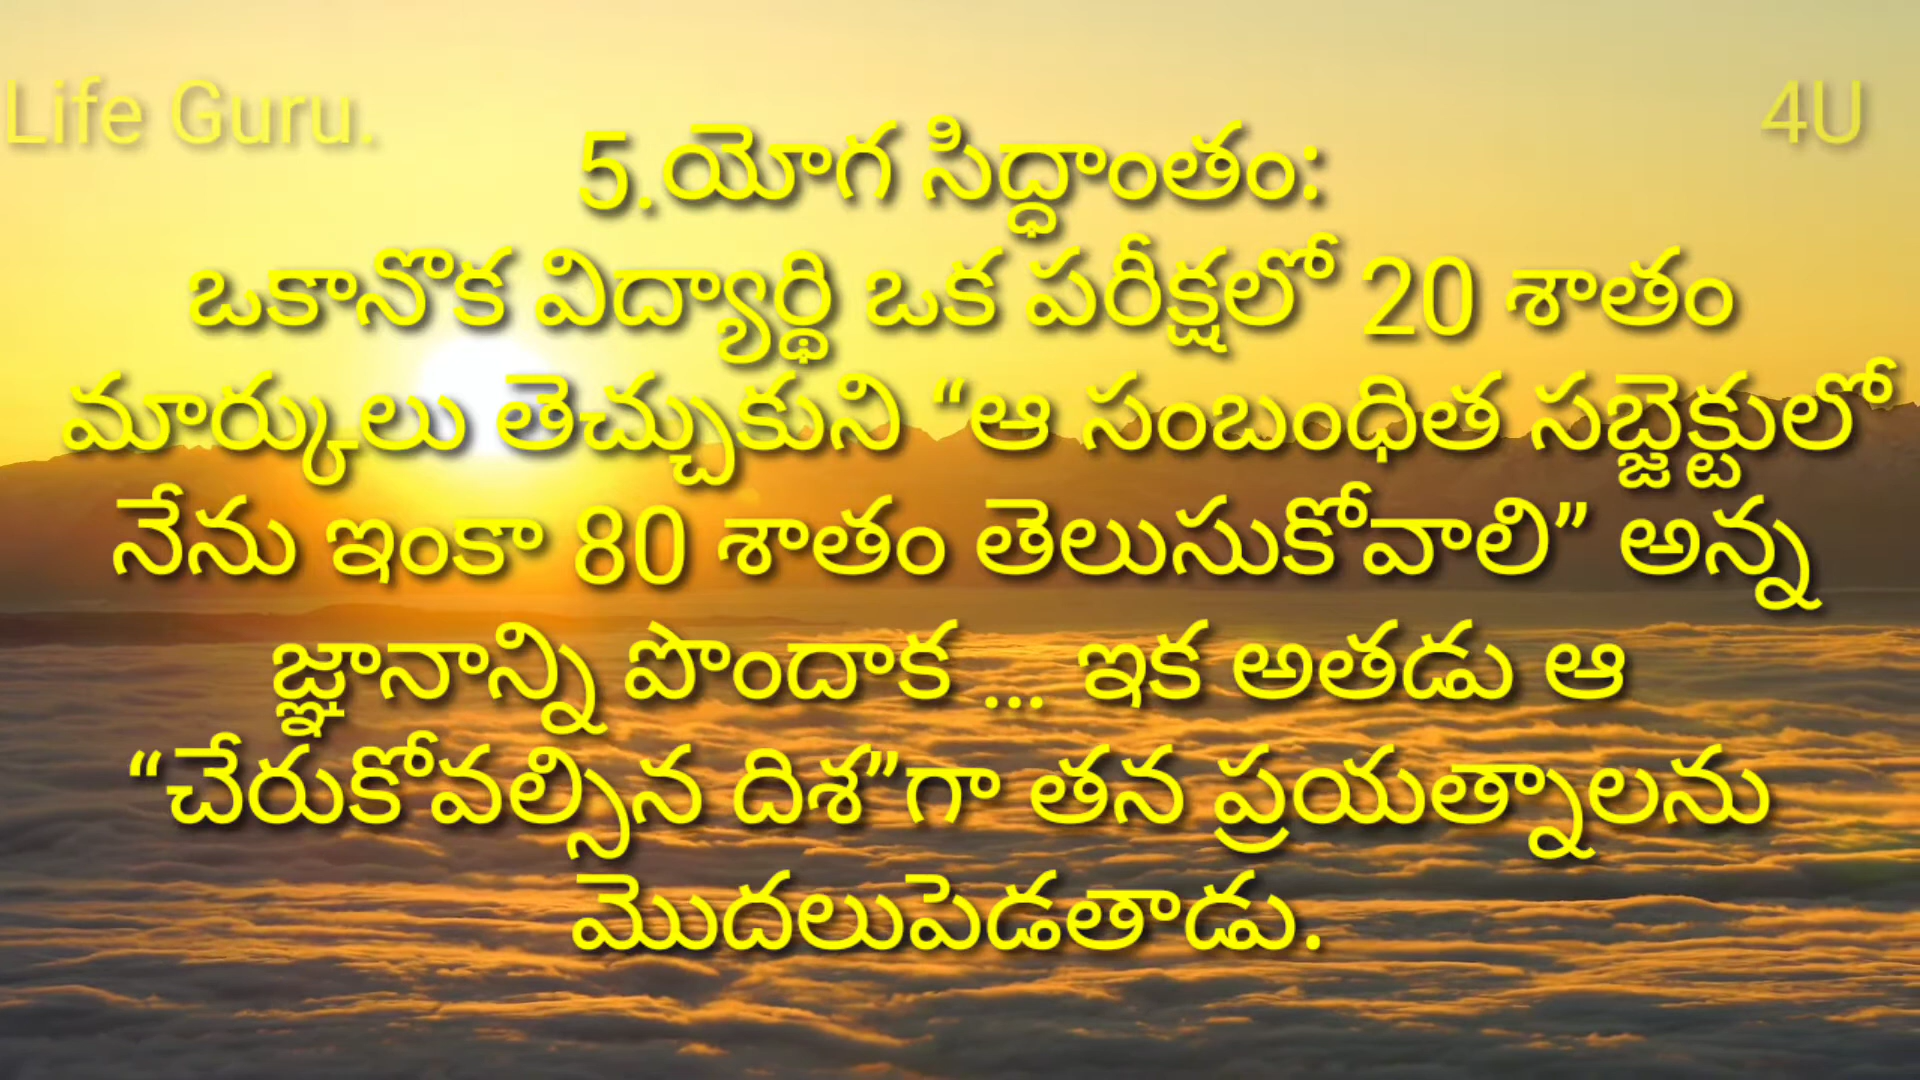 Life Guru.
4U
5.యోగ సిద్ధాంతం:
ఒకానొక విద్యార్థి ఒక పరీక్షలో 20 శాతం
మార్కులు తెచ్చుకుని “ఆ సంబంధిత సబ్జెక్టులో
నేను ఇంకా 80 శాతం తెలుసుకోవాలి” అన్న
జ్ఞానాన్ని పొందాక ... ఇక అతడు ఆ
“చేరుకోవల్సిన దిశ”గా తన ప్రయత్నాలను
మొదలుపెడతాడు.